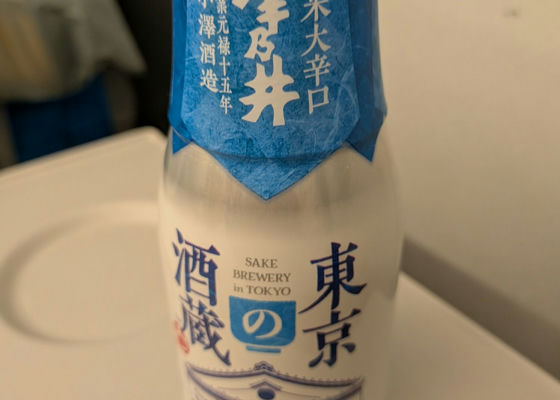 米大辛口
澤乃井
業元禄十五年
小澤酒造
東京
SAKE
BREWERY
in TOKYO
の
酒蔵